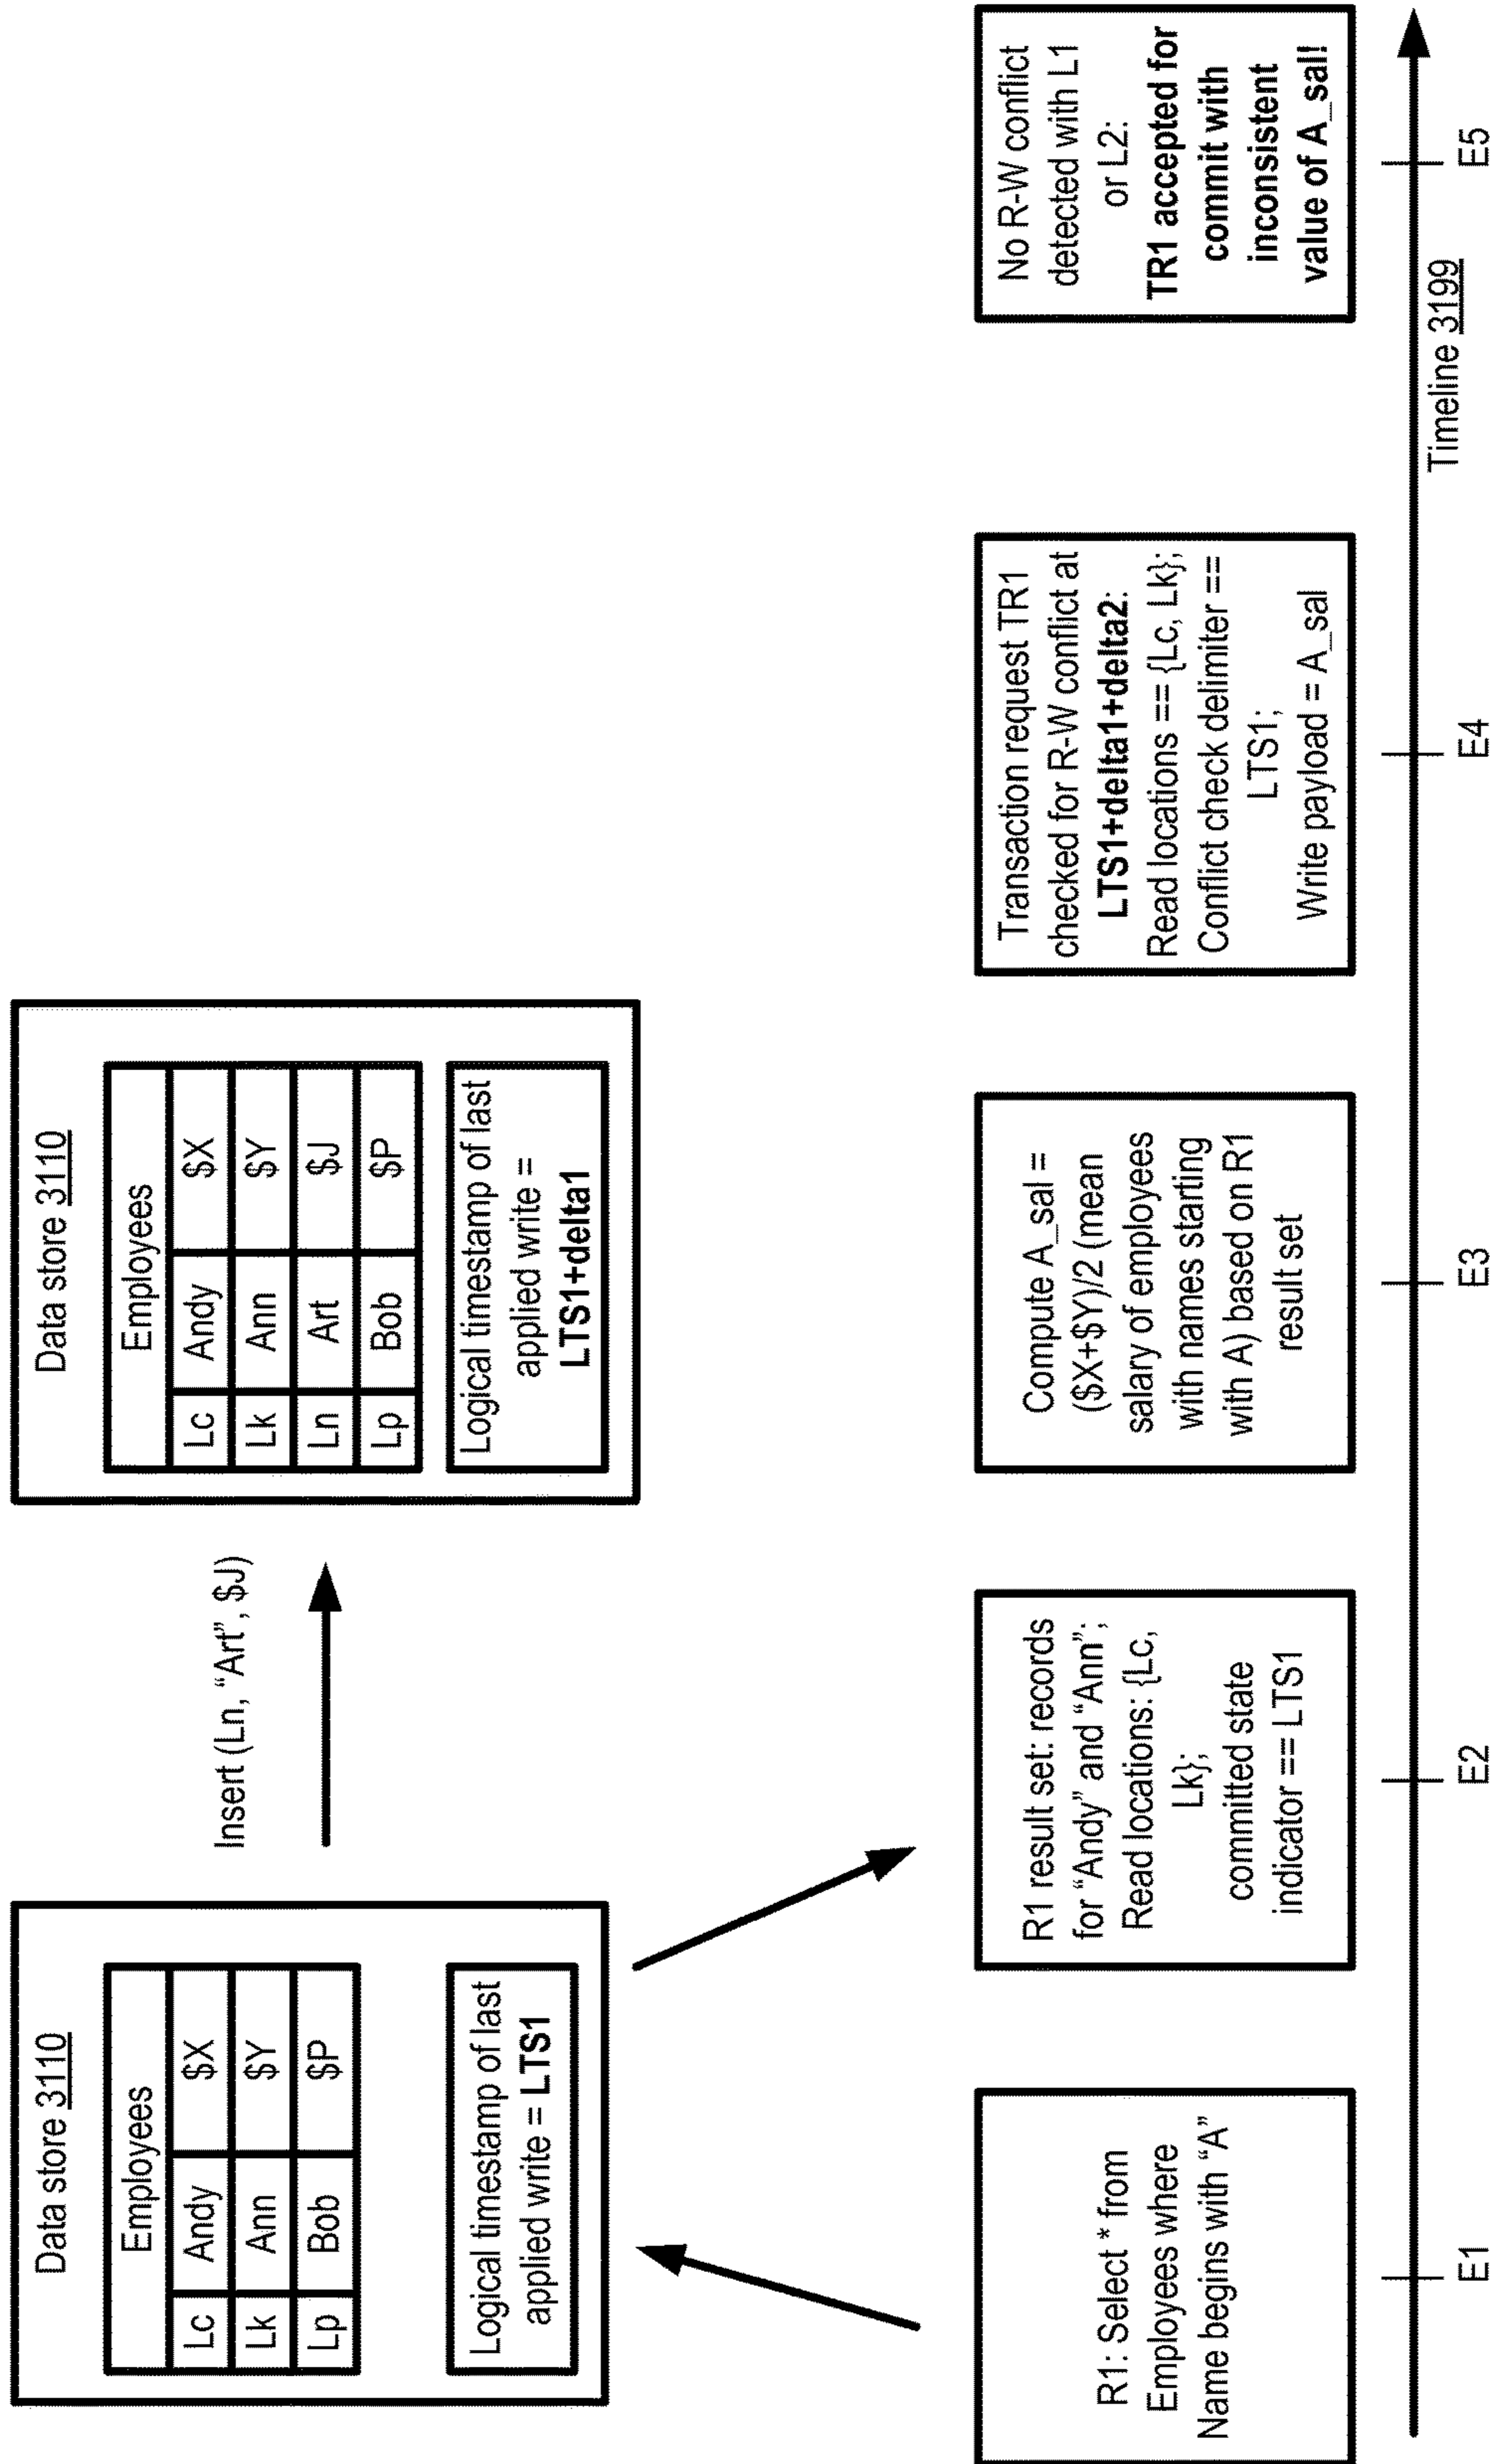 Data store 3110
Employees
Lc Andy $X
Lk Ann $Y
Lp Bob $P
Logical timestamp of last
applied write = LTS1
Insert (Ln, “Art”, $J)
Data store 3110
Employees
Lc Andy $X
Lk Ann $Y
Ln Art $J
Lp Bob $P
Logical timestamp of last
applied write =
LTS1+delta1
R1: Select * from
Employees where
Name begins with “A”
R1 result set: records
for “Andy” and “Ann”;
Read locations: {Lc,
Lk};
committed state
indicator == LTS1
Compute A_sal =
($X+$Y)/2 (mean
salary of employees
with names starting
with A) based on R1
result set
Transaction request TR1
checked for R-W conflict at
LTS1+delta1+delta2:
Read locations == {Lc, Lk};
Conflict check delimiter ==
LTS1;
Write payload = A_sal
No R-W conflict
detected with L1
or L2:
TR1 accepted for
commit with
inconsistent
value of A_sal!
Timeline 3199
E1 E2 E3 E4 E5